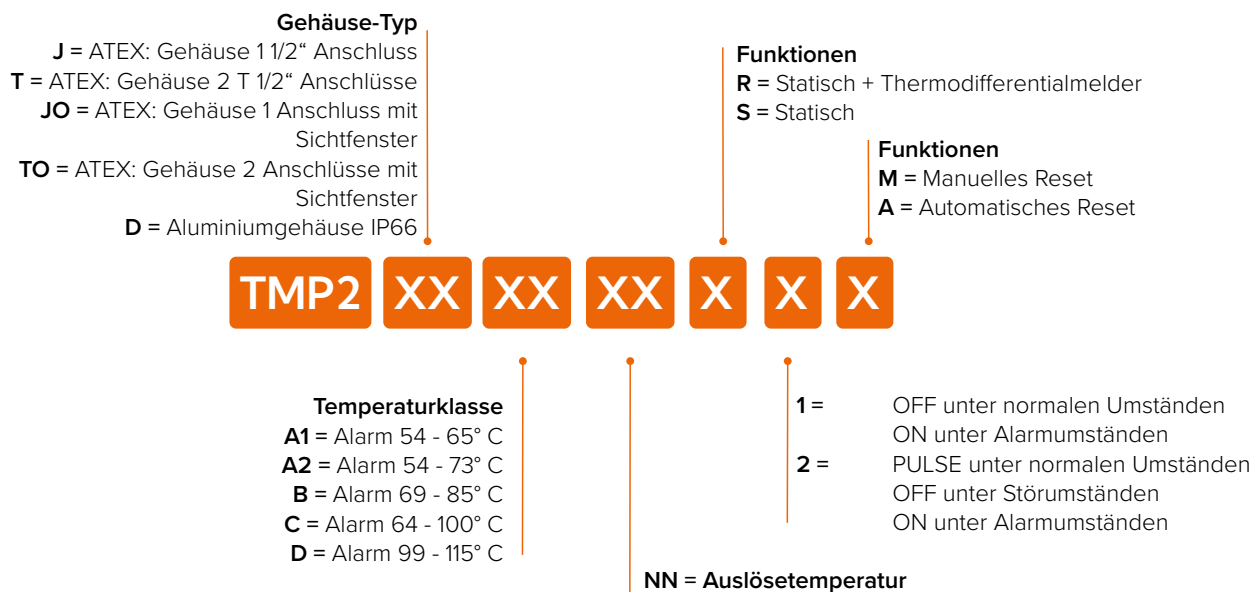 Gehäuse-Typ
J = ATEX: Gehäuse 1 1/2“ Anschluss
T = ATEX: Gehäuse 2 T 1/2“ Anschlüsse
JO = ATEX: Gehäuse 1 Anschluss mit
Sichtfenster
TO = ATEX: Gehäuse 2 Anschlüsse mit
Sichtfenster
D = Aluminiumgehäuse IP66
Funktionen
R = Statisch + Thermodifferentialmelder
S = Statisch
Funktionen
M = Manuelles Reset
A = Automatisches Reset
TMP2 XX XX XX X X X
Temperaturklasse
A1 = Alarm 54 - 65° C
A2 = Alarm 54 - 73° C
B = Alarm 69 - 85° C
C = Alarm 64 - 100° C
D = Alarm 99 - 115° C
NN = Auslösetemperatur
1 = OFF unter normalen Umständen
ON unter Alarmumständen
2 = PULSE unter normalen Umständen
OFF unter Störumständen
ON unter Alarmumständen